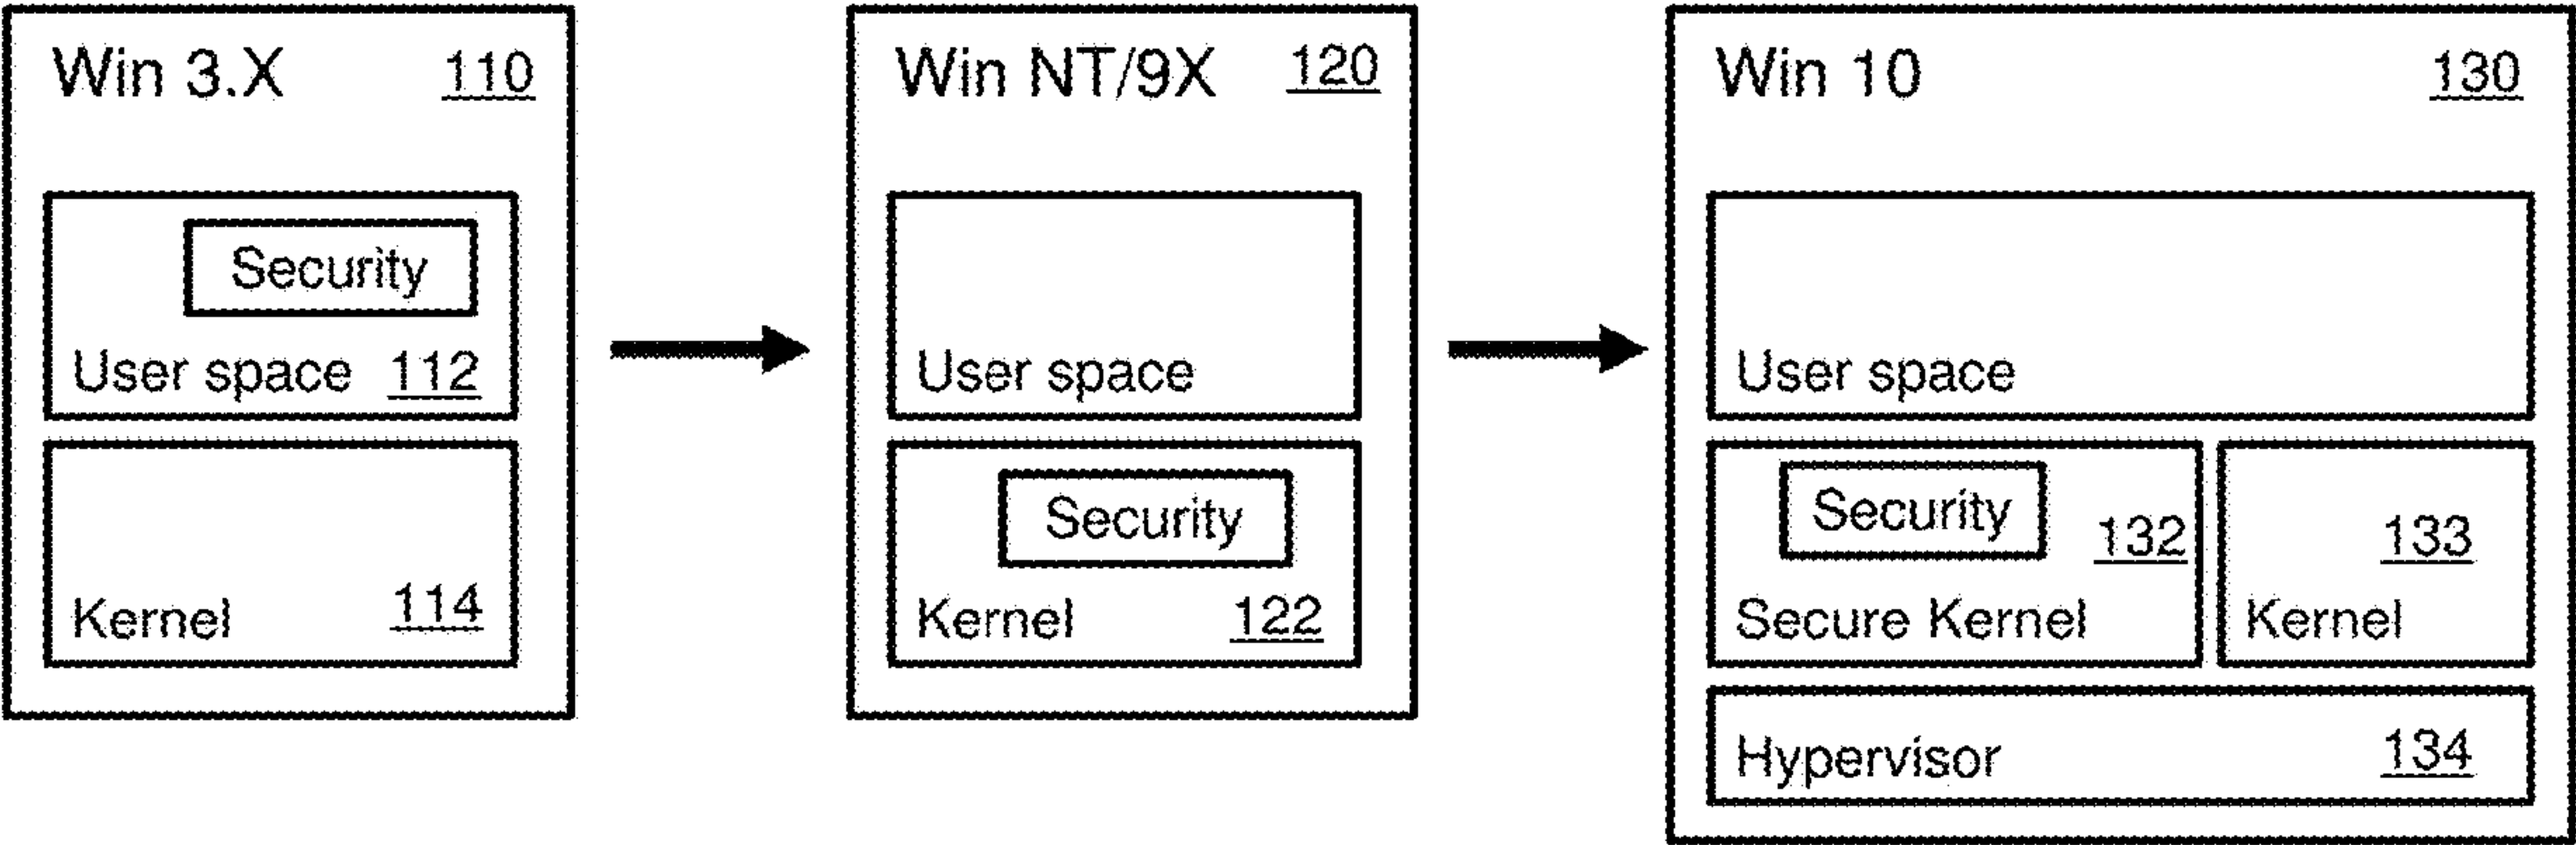 Win 3.X 110
Security
User space 112
Kernel 114
Win NT/9X 120
User space
Security
Kernel 122
Win 10 130
User space
Security 132
Secure Kernel
133
Kernel
Hypervisor 134